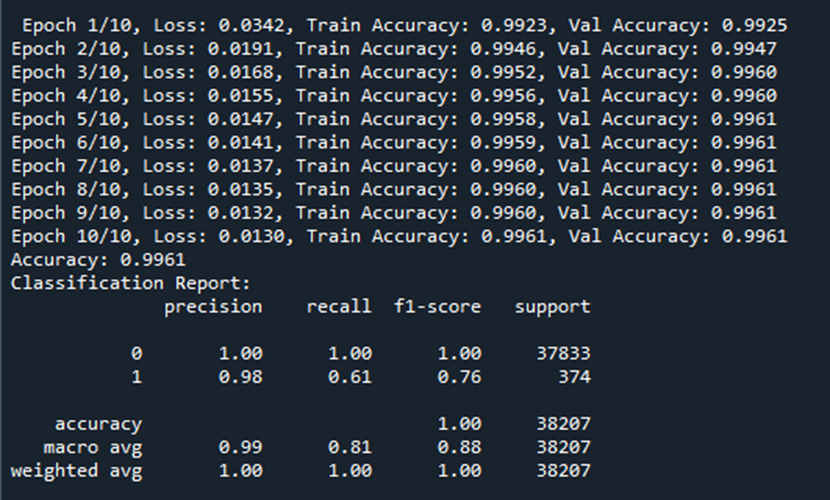 Epoch 1/10, Loss: 0.0342, Train Accuracy: 0.9923, Val Accuracy: 0.9925
Epoch 2/10, Loss: 0.0191, Train Accuracy: 0.9946, Val Accuracy: 0.9947
Epoch 3/10, Loss: 0.0168, Train Accuracy: 0.9952, Val Accuracy: 0.9960
Epoch 4/10, Loss: 0.0155, Train Accuracy: 0.9956, Val Accuracy: 0.9960
Epoch 5/10, Loss: 0.0147, Train Accuracy: 0.9958, Val Accuracy: 0.9961
Epoch 6/10, Loss: 0.0141, Train Accuracy: 0.9959, Val Accuracy: 0.9961
Epoch 7/10, Loss: 0.0137, Train Accuracy: 0.9960, Val Accuracy: 0.9961
Epoch 8/10, Loss: 0.0135, Train Accuracy: 0.9960, Val Accuracy: 0.9961
Epoch 9/10, Loss: 0.0132, Train Accuracy: 0.9960, Val Accuracy: 0.9961
Epoch 10/10, Loss: 0.0130, Train Accuracy: 0.9961, Val Accuracy: 0.9961
Accuracy: 0.9961
Classification Report:
precision recall f1-score support
0 1.00 1.00 1.00 37833
1 0.98 0.61 0.76 374
accuracy 1.00 38207
macro avg 0.99 0.81 0.88 38207
weighted avg 1.00 1.00 1.00 38207